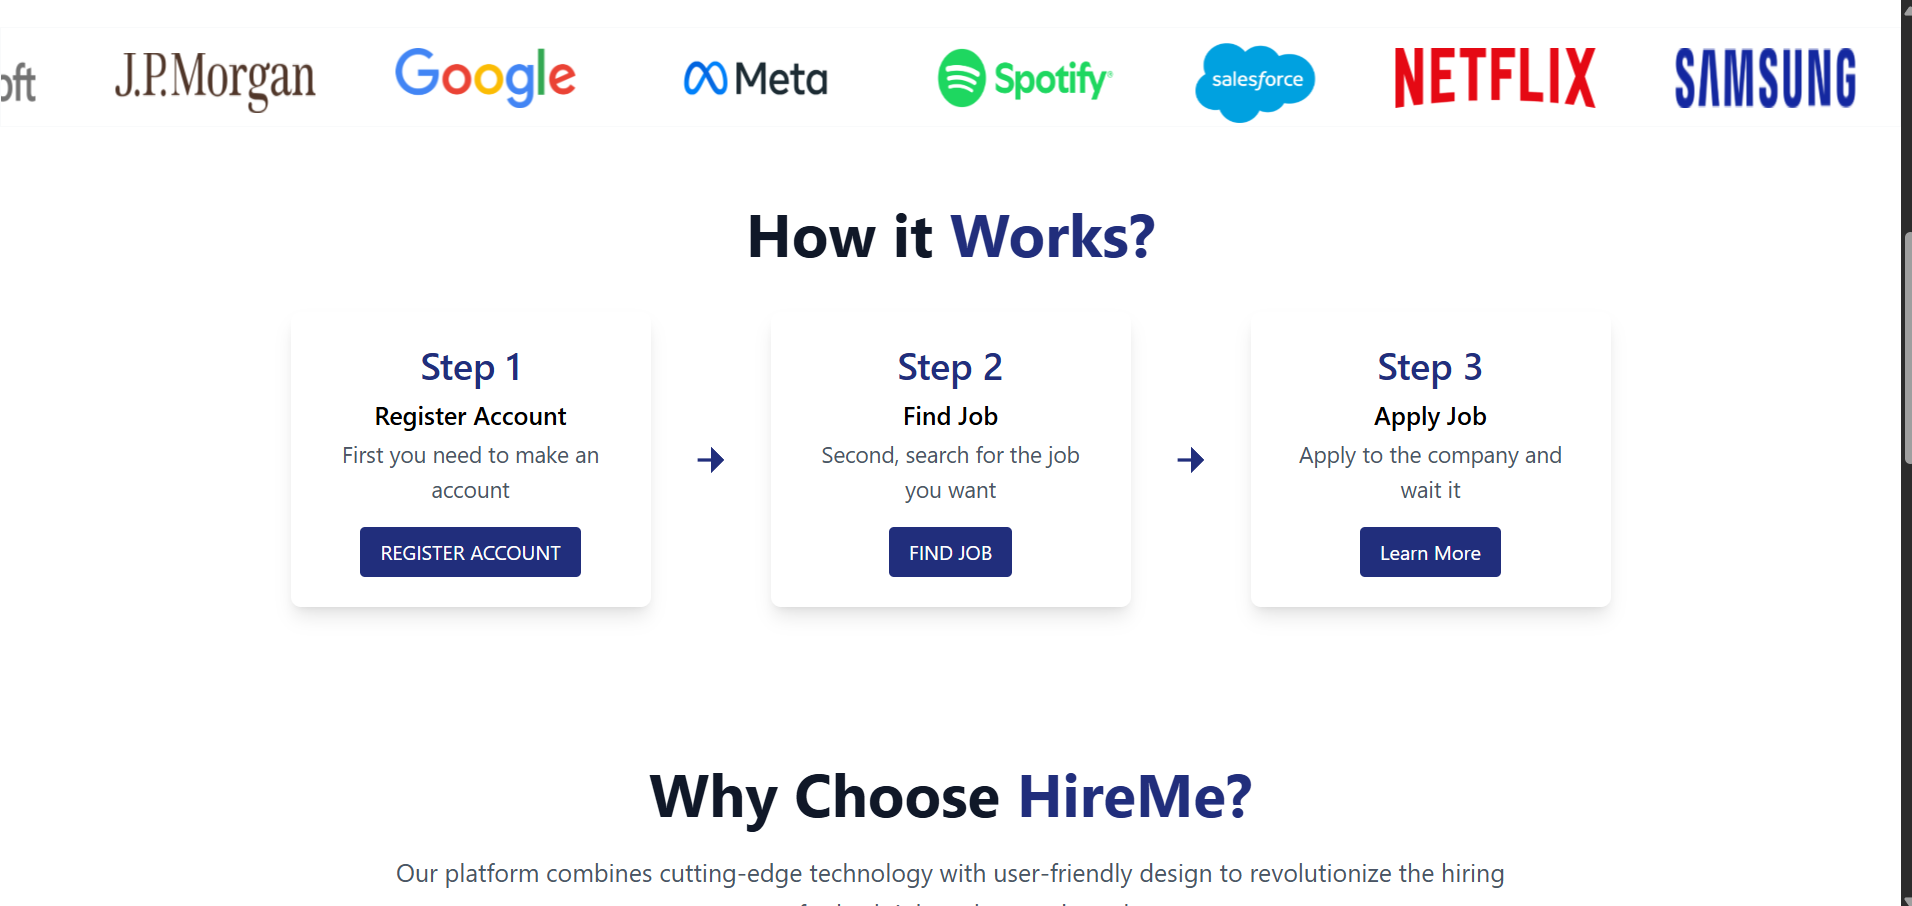 oft J.P.Morgan Google Meta Spotify salesforce NETFLIX SAMSUNG
How it Works?
Step 1
Register Account
First you need to make an
account
REGISTER ACCOUNT
Step 2
Find Job
Second, search for the job
you want
FIND JOB
Step 3
Apply Job
Apply to the company and
wait it
Learn More
Why Choose HireMe?
Our platform combines cutting-edge technology with user-friendly design to revolutionize the hiring